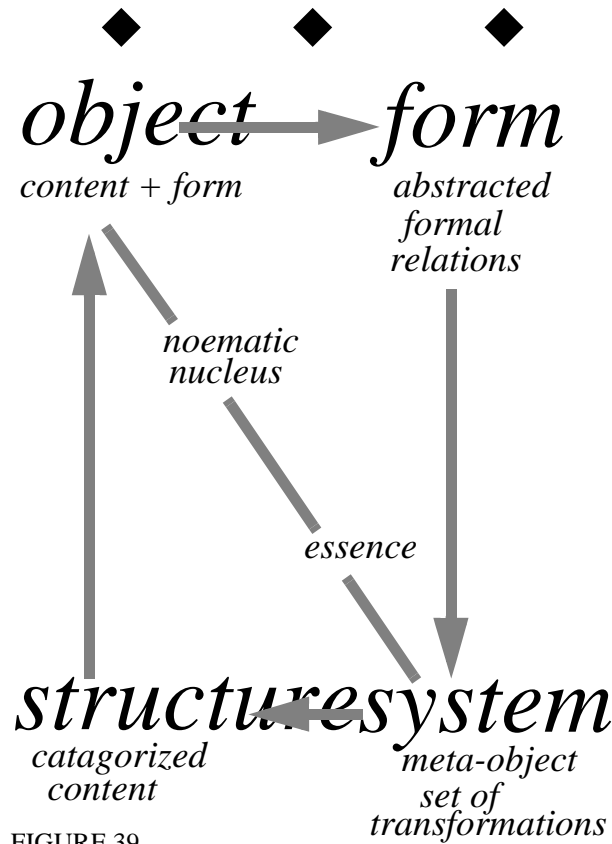 object
form
content + form
abstracted
formal
relations
noematic
nucleus
essence
structure
system
catagorized
content
meta-object
set of
transformations
FIGURE 39